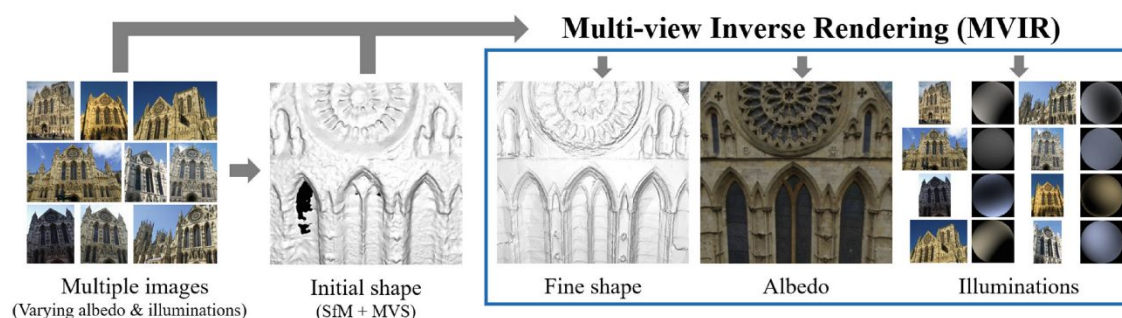 Multi-view Inverse Rendering (MVIR)
Multiple images
(Varying albedo & illuminations)
Initial shape
(SfM + MVS)
Fine shape
Albedo
Illuminations